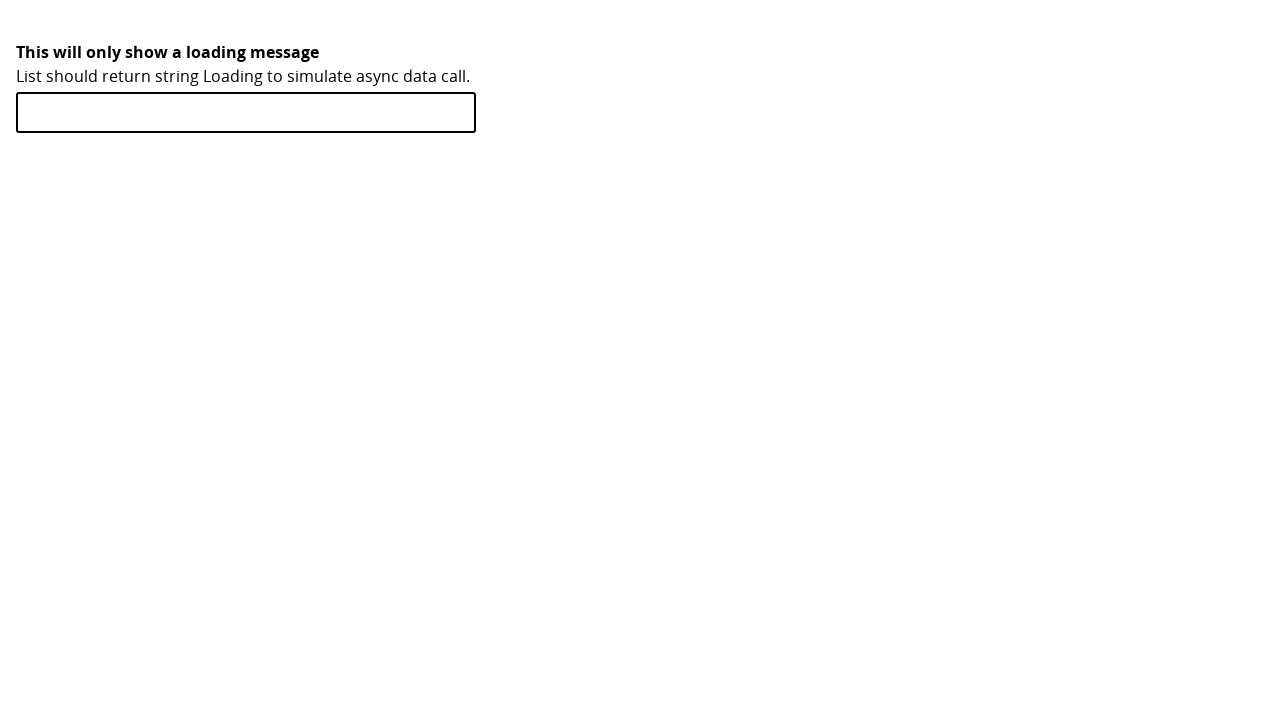 This will only show a loading message
List should return string Loading to simulate async data call.